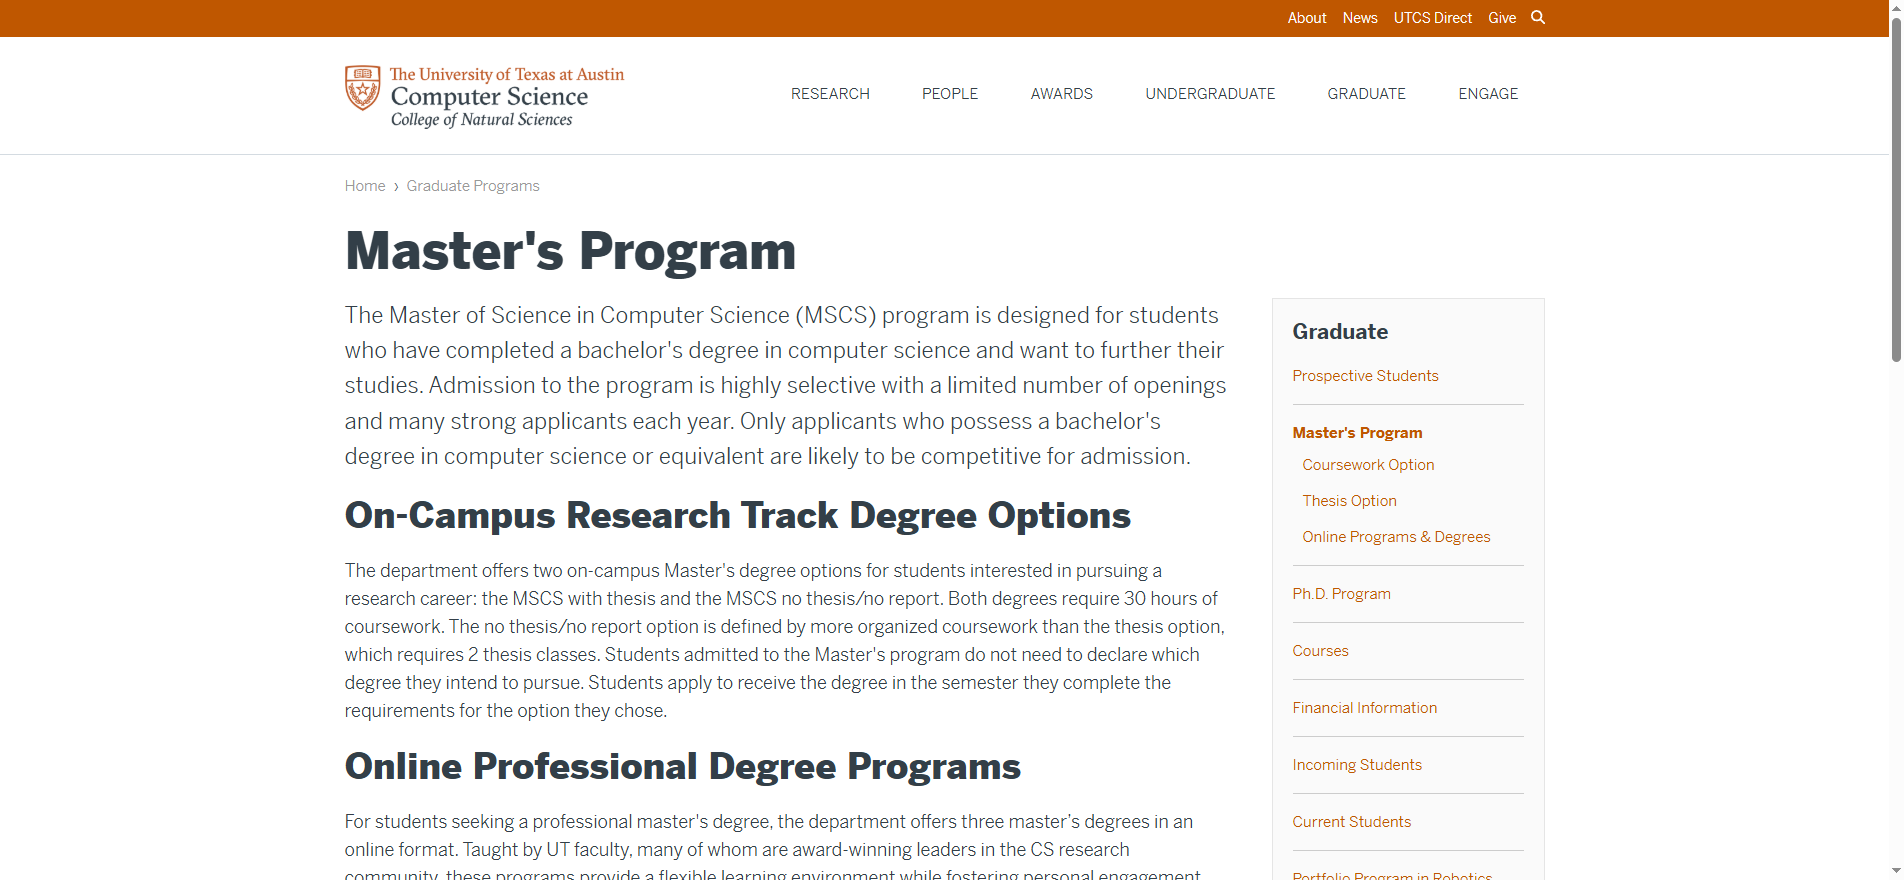 About News UTCS Direct Give
The University of Texas at Austin
Computer Science
College of Natural Sciences
RESEARCH PEOPLE AWARDS UNDERGRADUATE GRADUATE ENGAGE
Home › Graduate Programs
Master's Program
The Master of Science in Computer Science (MSCS) program is designed for students
who have completed a bachelor's degree in computer science and want to further their
studies. Admission to the program is highly selective with a limited number of openings
and many strong applicants each year. Only applicants who possess a bachelor's
degree in computer science or equivalent are likely to be competitive for admission.
On-Campus Research Track Degree Options
The department offers two on-campus Master's degree options for students interested in pursuing a
research career: the MSCS with thesis and the MSCS no thesis/no report. Both degrees require 30 hours of
coursework. The no thesis/no report option is defined by more organized coursework than the thesis option,
which requires 2 thesis classes. Students admitted to the Master's program do not need to declare which
degree they intend to pursue. Students apply to receive the degree in the semester they complete the
requirements for the option they chose.
Online Professional Degree Programs
For students seeking a professional master's degree, the department offers three master’s degrees in an
online format. Taught by UT faculty, many of whom are award-winning leaders in the CS research
community, these programs provide a flexible learning environment while fostering personal engagement
Graduate
Prospective Students
Master's Program
Coursework Option
Thesis Option
Online Programs & Degrees
Ph.D. Program
Courses
Financial Information
Incoming Students
Current Students
Portfolio Program in Robotics